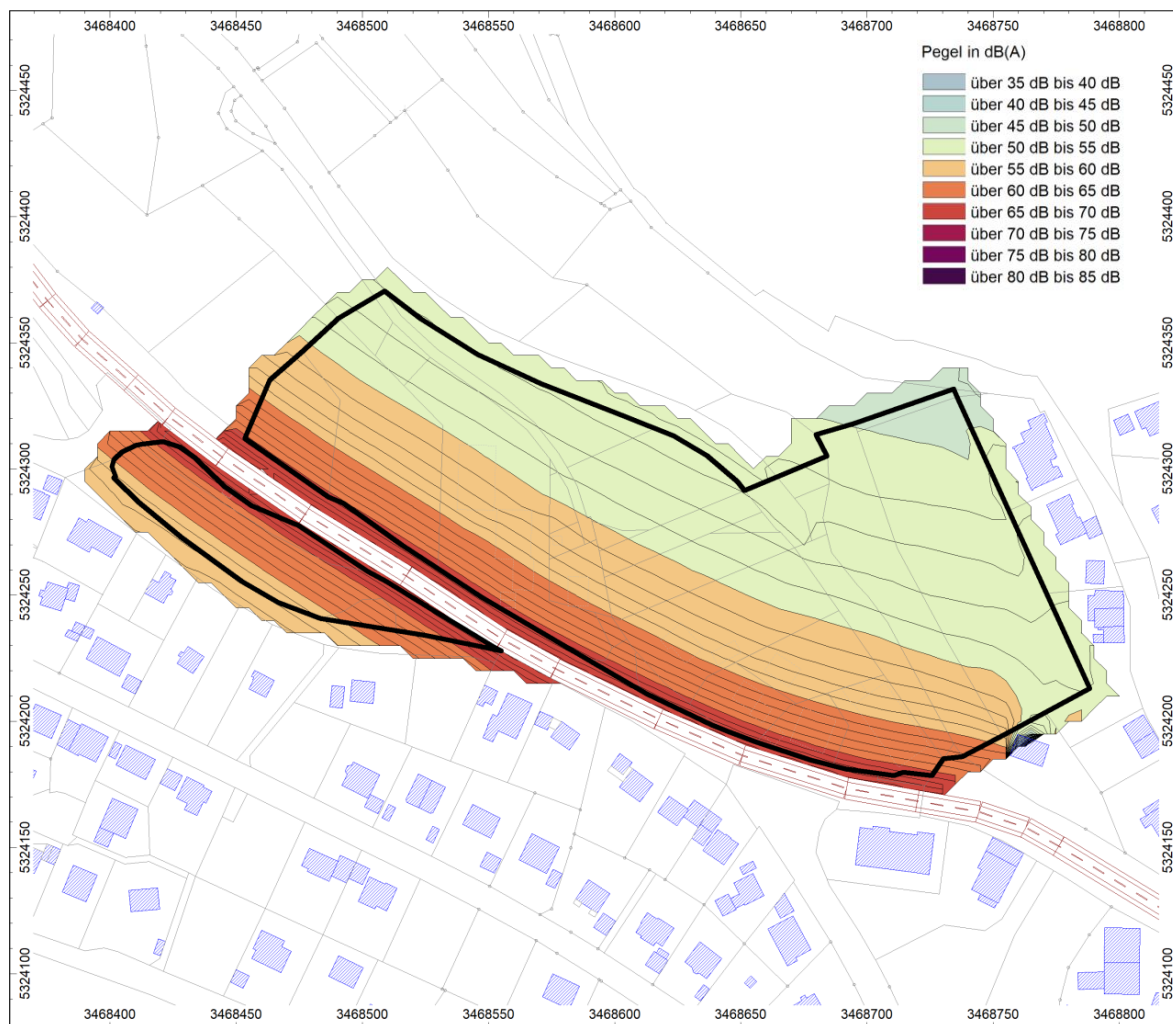 3468400 3468450 3468500 3468550 3468600 3468650 3468700 3468750 3468800
Pegel in dB(A)
über 35 dB bis 40 dB
über 40 dB bis 45 dB
über 45 dB bis 50 dB
über 50 dB bis 55 dB
über 55 dB bis 60 dB
über 60 dB bis 65 dB
über 65 dB bis 70 dB
über 70 dB bis 75 dB
über 75 dB bis 80 dB
über 80 dB bis 85 dB
5324450 5324450
5324400 5324400
5324350 5324350
5324300 5324300
5324250 5324250
5324200 5324200
5324150 5324150
5324100 5324100
3468400 3468450 3468500 3468550 3468600 3468650 3468700 3468750 3468800